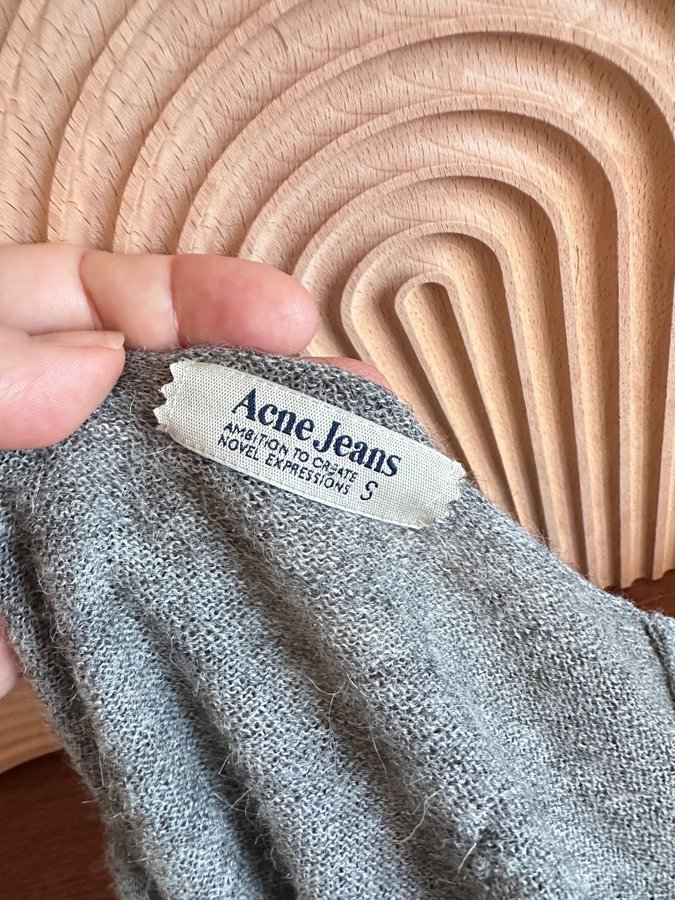 Acne Jeans
AMBITION TO CREATE
NOVEL EXPRESSIONS S